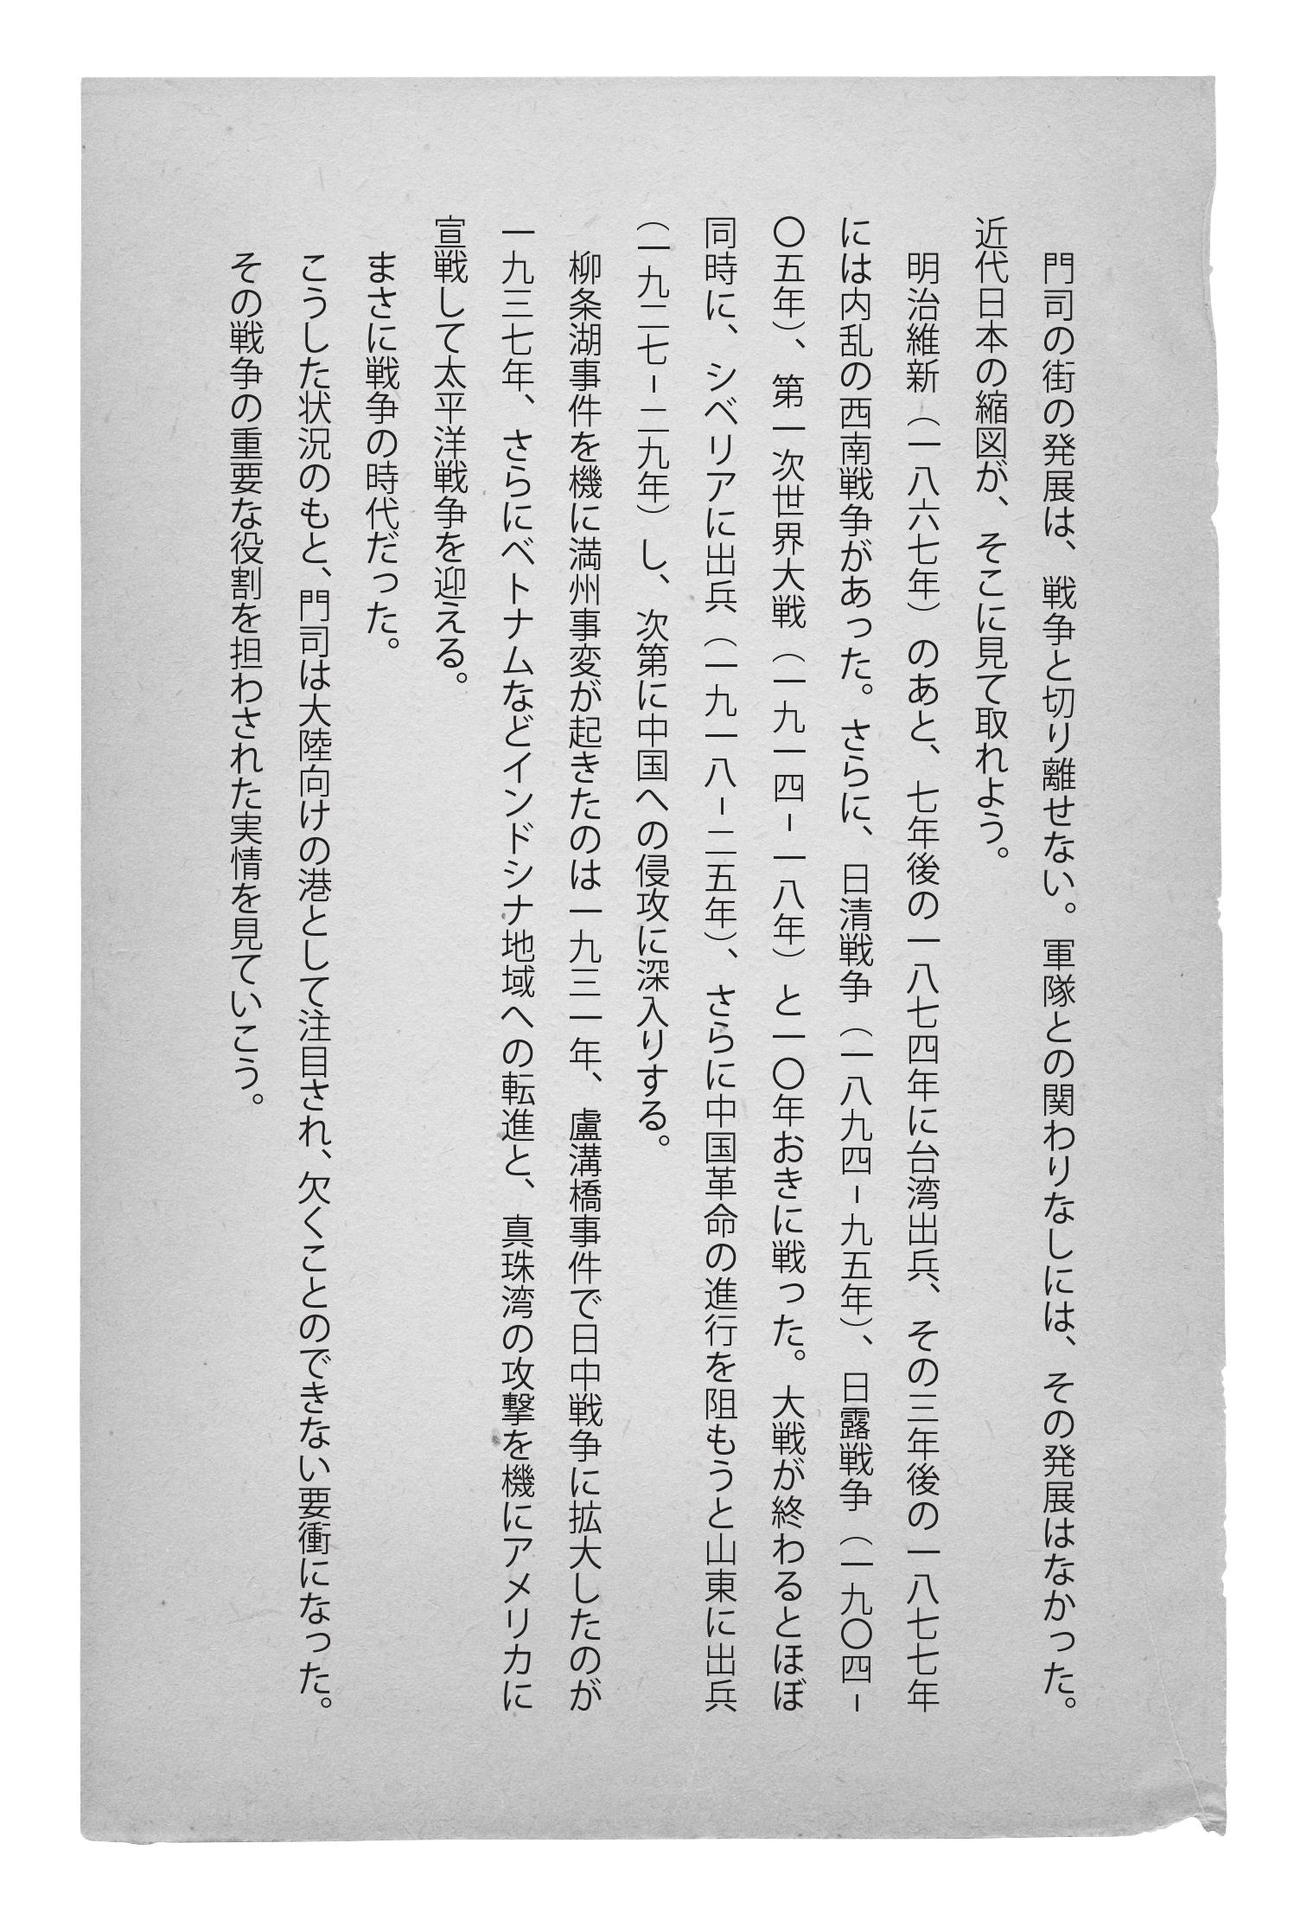 門司の街の発展は、戦争と切り離せない。軍隊との関わりなしには、その発展はなかった。
近代日本の縮図が、そこに見て取れよう。
明治維新（一八六七年）のあと、七年後の一八七四年に台湾出兵、その三年後の一八七七年
には内乱の西南戦争があった。さらに、日清戦争（一八九四-九五年）、日露戦争（一九〇四-
〇五年）、第一次世界大戦（一九一四-一八年）と一〇年おきに戦った。大戦が終わるとほぼ
同時に、シベリアに出兵（一九一八-二五年）、さらに中国革命の進行を阻もうと山東に出兵
（一九二七-二九年）し、次第に中国への侵攻に深入りする。
柳条湖事件を機に満州事変が起きたのは一九三一年、盧溝橋事件で日中戦争に拡大したのが
一九三七年、さらにベトナムなどインドシナ地域への転進と、真珠湾の攻撃を機にアメリカに
宣戦して太平洋戦争を迎える。
まさに戦争の時代だった。
こうした状況のもと、門司は大陸向けの港として注目され、欠くことのできない要衝になった。
その戦争の重要な役割を担わされた実情を見ていこう。